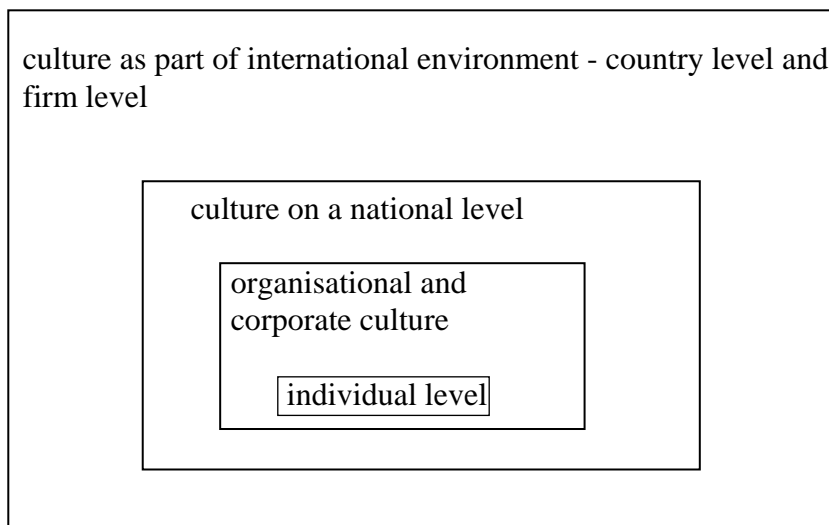 culture as part of international environment - country level and
firm level
culture on a national level
organisational and
corporate culture
individual level